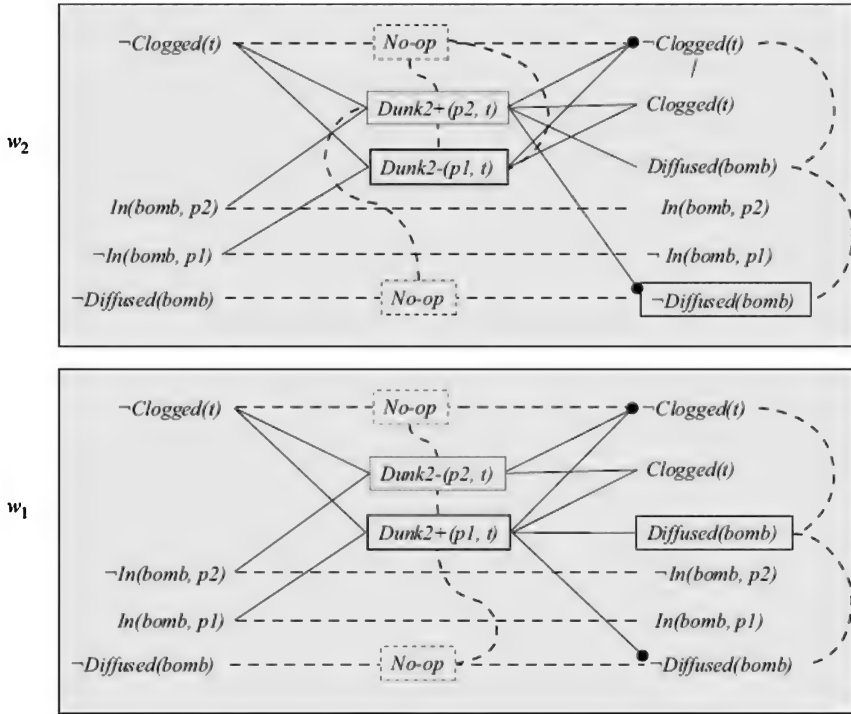 w2
¬Clogged(t) No-op ¬Clogged(t)
Dunk2+(p2, t) Clogged(t)
Dunk2-(p1, t) Diffused(bomb)
In(bomb, p2) In(bomb, p2)
¬In(bomb, p1) ¬ In(bomb, p1)
¬Diffused(bomb) No-op ¬Diffused(bomb)
w1
¬Clogged(t) No-op ¬Clogged(t)
Dunk2-(p2, t) Clogged(t)
Dunk2+(p1, t) Diffused(bomb)
¬In(bomb, p2) ¬In(bomb, p2)
In(bomb, p1) In(bomb, p1)
¬Diffused(bomb) No-op ¬Diffused(bomb)